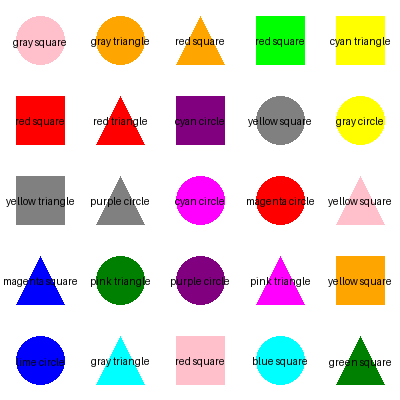 gray square gray triangle red square red square cyan triangle
red square red triangle cyan circle yellow square gray circle
yellow triangle purple circle cyan circle magenta circle yellow square
magenta square pink triangle purple circle pink triangle yellow square
lime circle gray triangle red square blue square green square